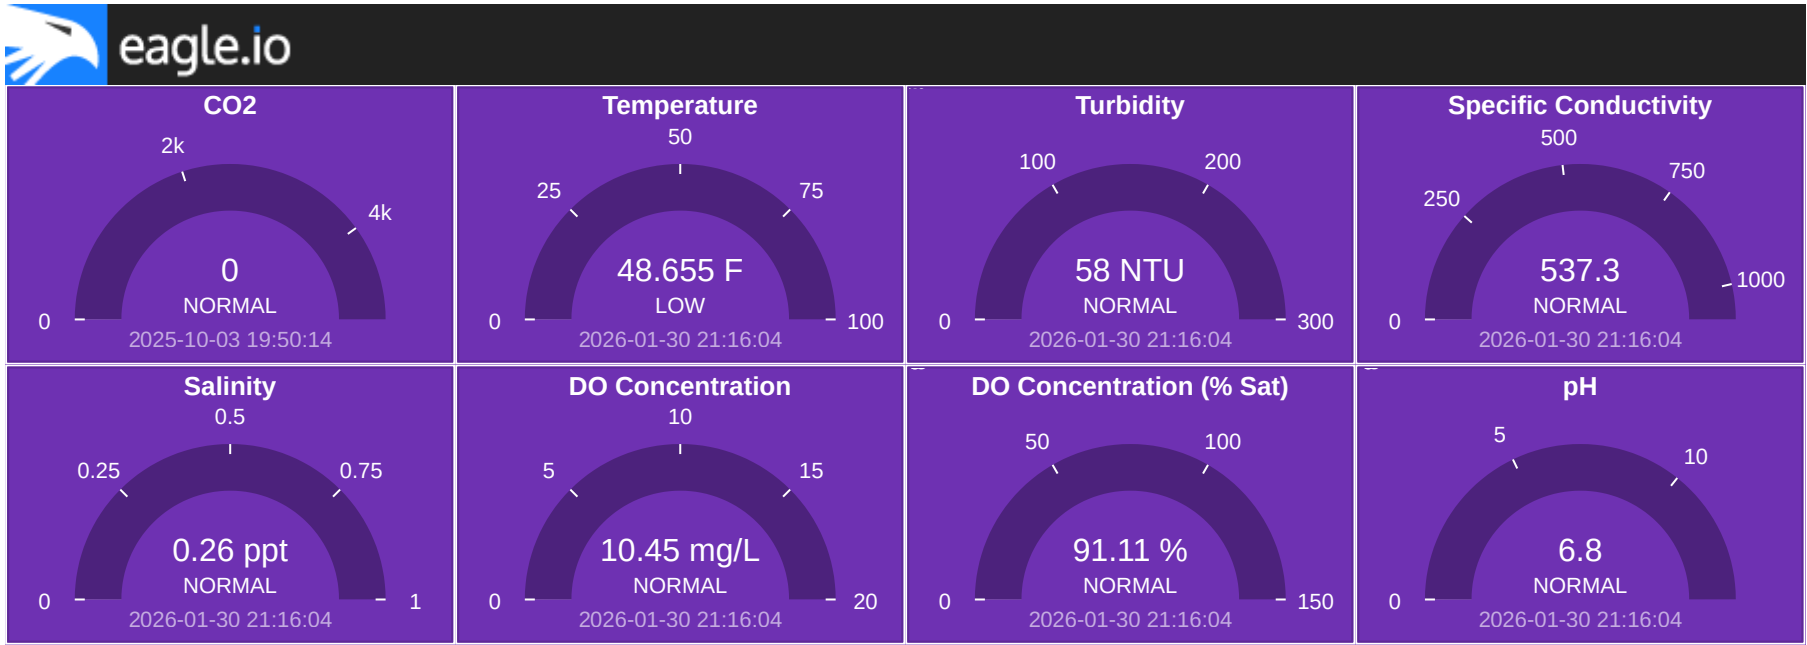 eagle.io
CO2
2k
4k
0
0
NORMAL
2025-10-03 19:50:14
Temperature
50
25
75
48.655 F
LOW
0
100
2026-01-30 21:16:04
Turbidity
100
200
58 NTU
NORMAL
0
300
2026-01-30 21:16:04
Specific Conductivity
500
750
250
537.3
1000
NORMAL
0
2026-01-30 21:16:04
Salinity
0.5
0.25
0.75
0.26 ppt
NORMAL
0
1
2026-01-30 21:16:04
DO Concentration
10
5
15
10.45 mg/L
NORMAL
0
20
2026-01-30 21:16:04
DO Concentration (% Sat)
50
100
91.11 %
NORMAL
0
150
2026-01-30 21:16:04
pH
5
10
6.8
NORMAL
0
2026-01-30 21:16:04